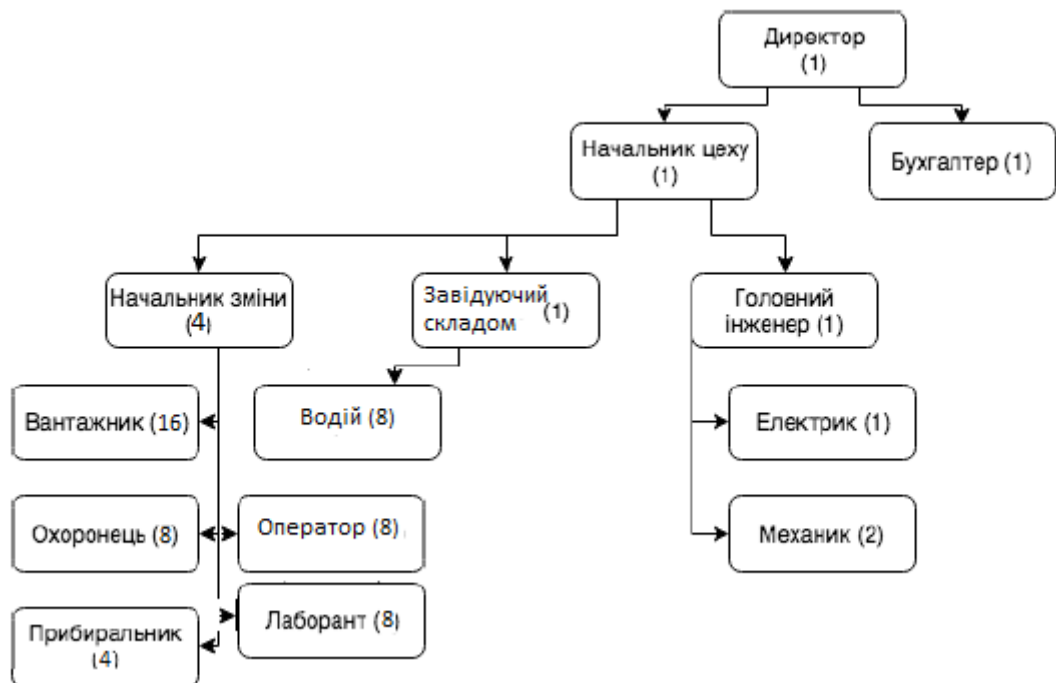 Директор
(1)
Начальник цеху
(1)
Бухгалтер (1)
Начальник зміни
(4)
Завідуючий
складом (1)
Головний
інженер (1)
Вантажник (16)
Водій (8)
Електрик (1)
Охоронець (8)
Оператор (8)
Механик (2)
Лаборант (8)
Прибиральник
(4)